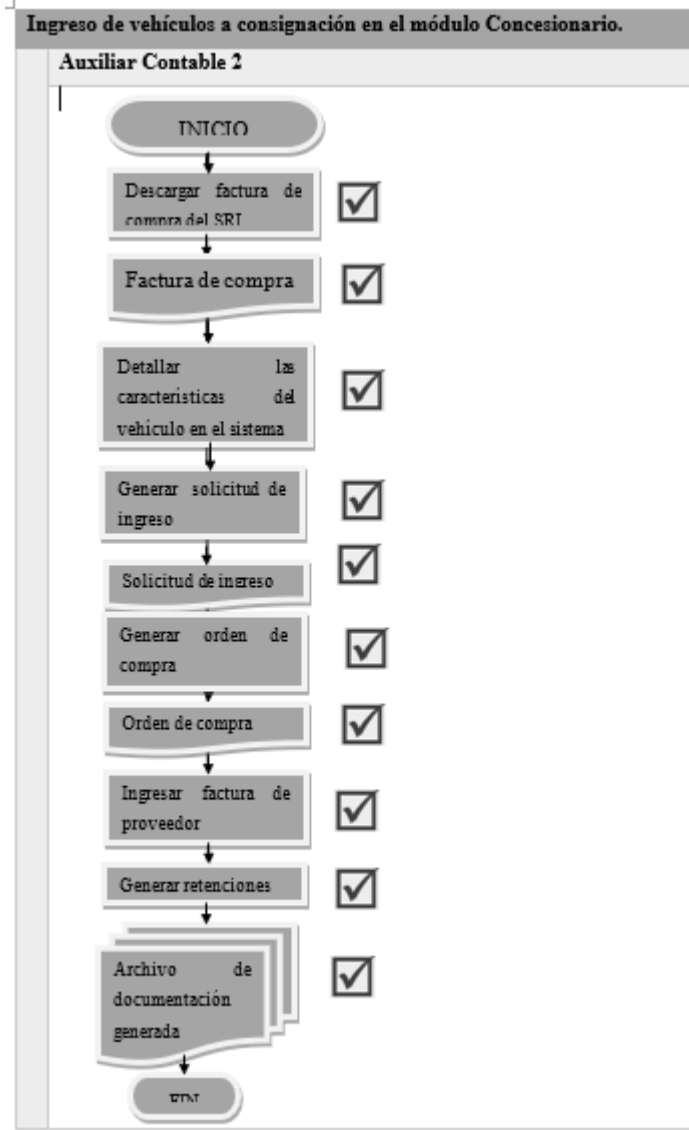 Ingreso de vehículos a consignación en el módulo Concesionario.
Auxiliar Contable 2
INICIO
Descargar factura de
compra del SRI
Factura de compra
Detallar las
características del
vehículo en el sistema
Generar solicitud de
ingreso
Solicitud de ingreso
Generar orden de
compra
Orden de compra
Ingresar factura de
proveedor
Generar retenciones
Archivo de
documentación
generada
FIN